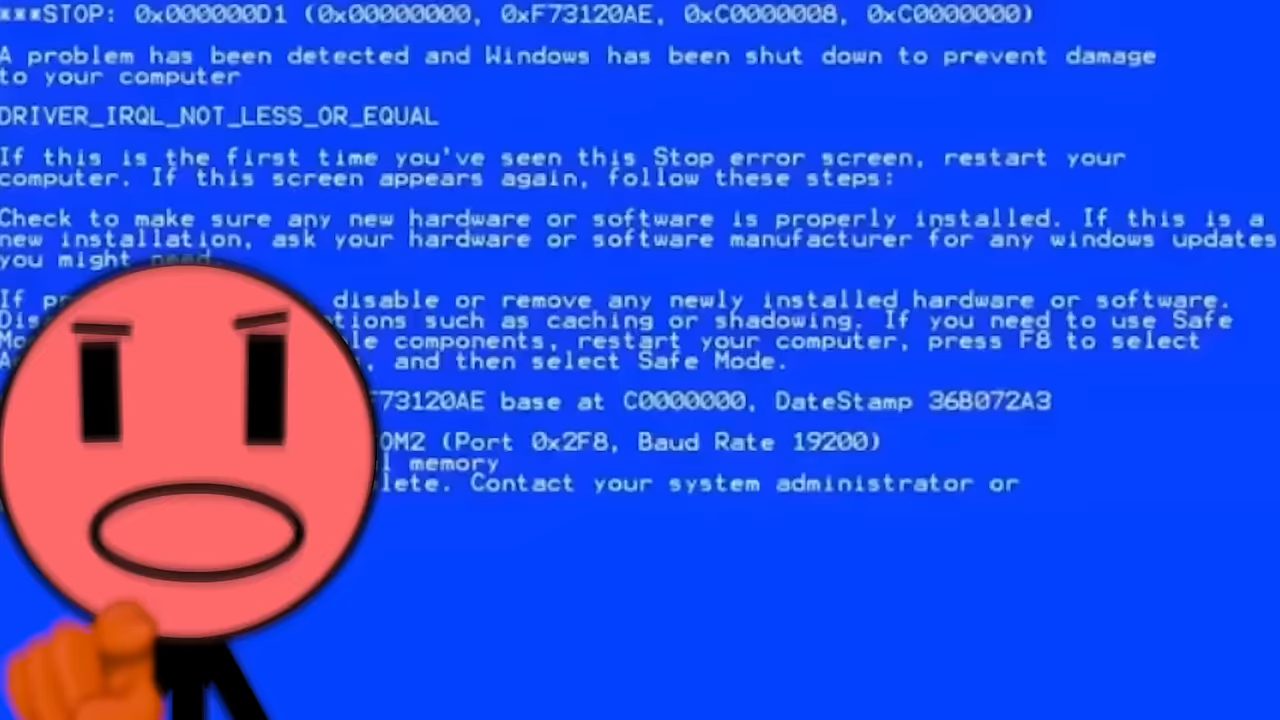 ***STOP: 0x000000D1 (0x00000000, 0xF73120AE, 0xC0000008, 0xC0000000)
A problem has been detected and Windows has been shut down to prevent damage
to your computer
DRIVER_IRQL_NOT_LESS_OR_EQUAL
If this is the first time you've seen this Stop error screen, restart your
computer. If this screen appears again, follow these steps:
Check to make sure any new hardware or software is properly installed. If this is a
new installation, ask your hardware or software manufacturer for any windows updates
you might need.
If disable or remove any newly installed hardware or software.
such as caching or shadowing. If you need to use Safe
components, restart your computer, press F8 to select
, and then select Safe Mode.
F73120AE base at C0000000, DateStamp 368072A3
OM2 (Port 0x2F8, Baud Rate 19200)
memory
lete. Contact your system administrator or